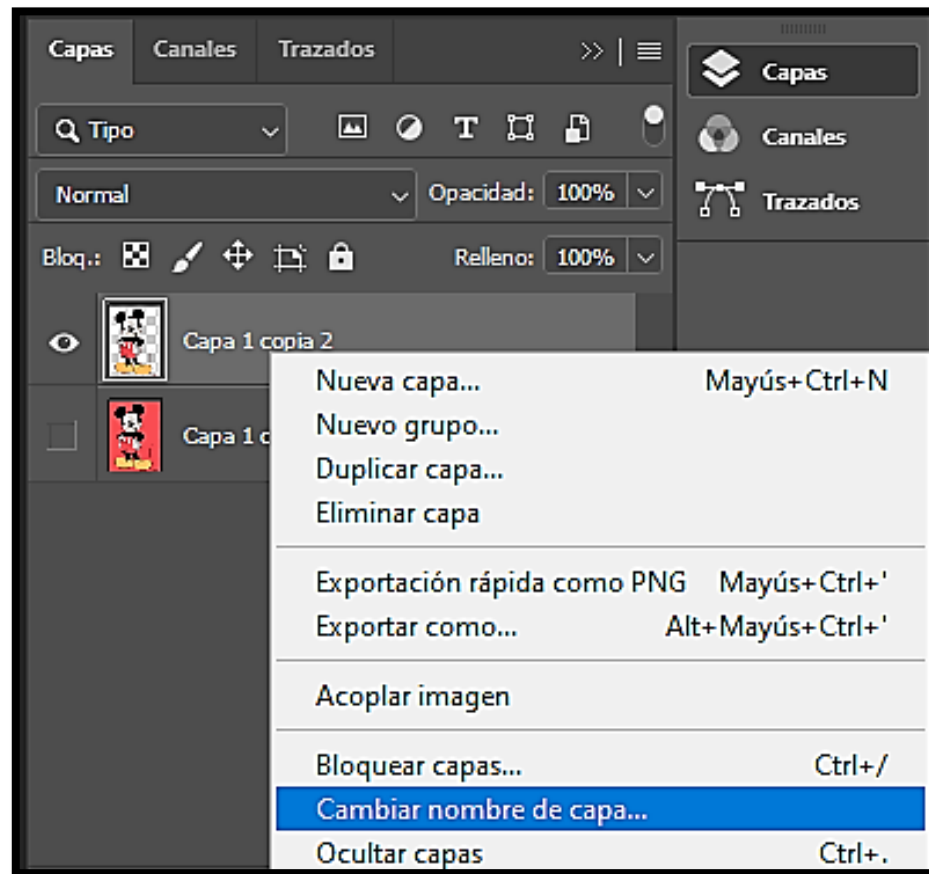 Capas Canales Trazados
Tipo
Normal Opacidad: 100%
Bloq.: Relleno: 100%
Capas
Canales
Trazados
Capa 1 copia 2
Capa 1 c
Nueva capa... Mayús+Ctrl+N
Nuevo grupo...
Duplicar capa...
Eliminar capa
Exportación rápida como PNG Mayús+Ctrl+'
Exportar como... Alt+Mayús+Ctrl+'
Acoplar imagen
Bloquear capas... Ctrl+/
Cambiar nombre de capa...
Ocultar capas Ctrl+.